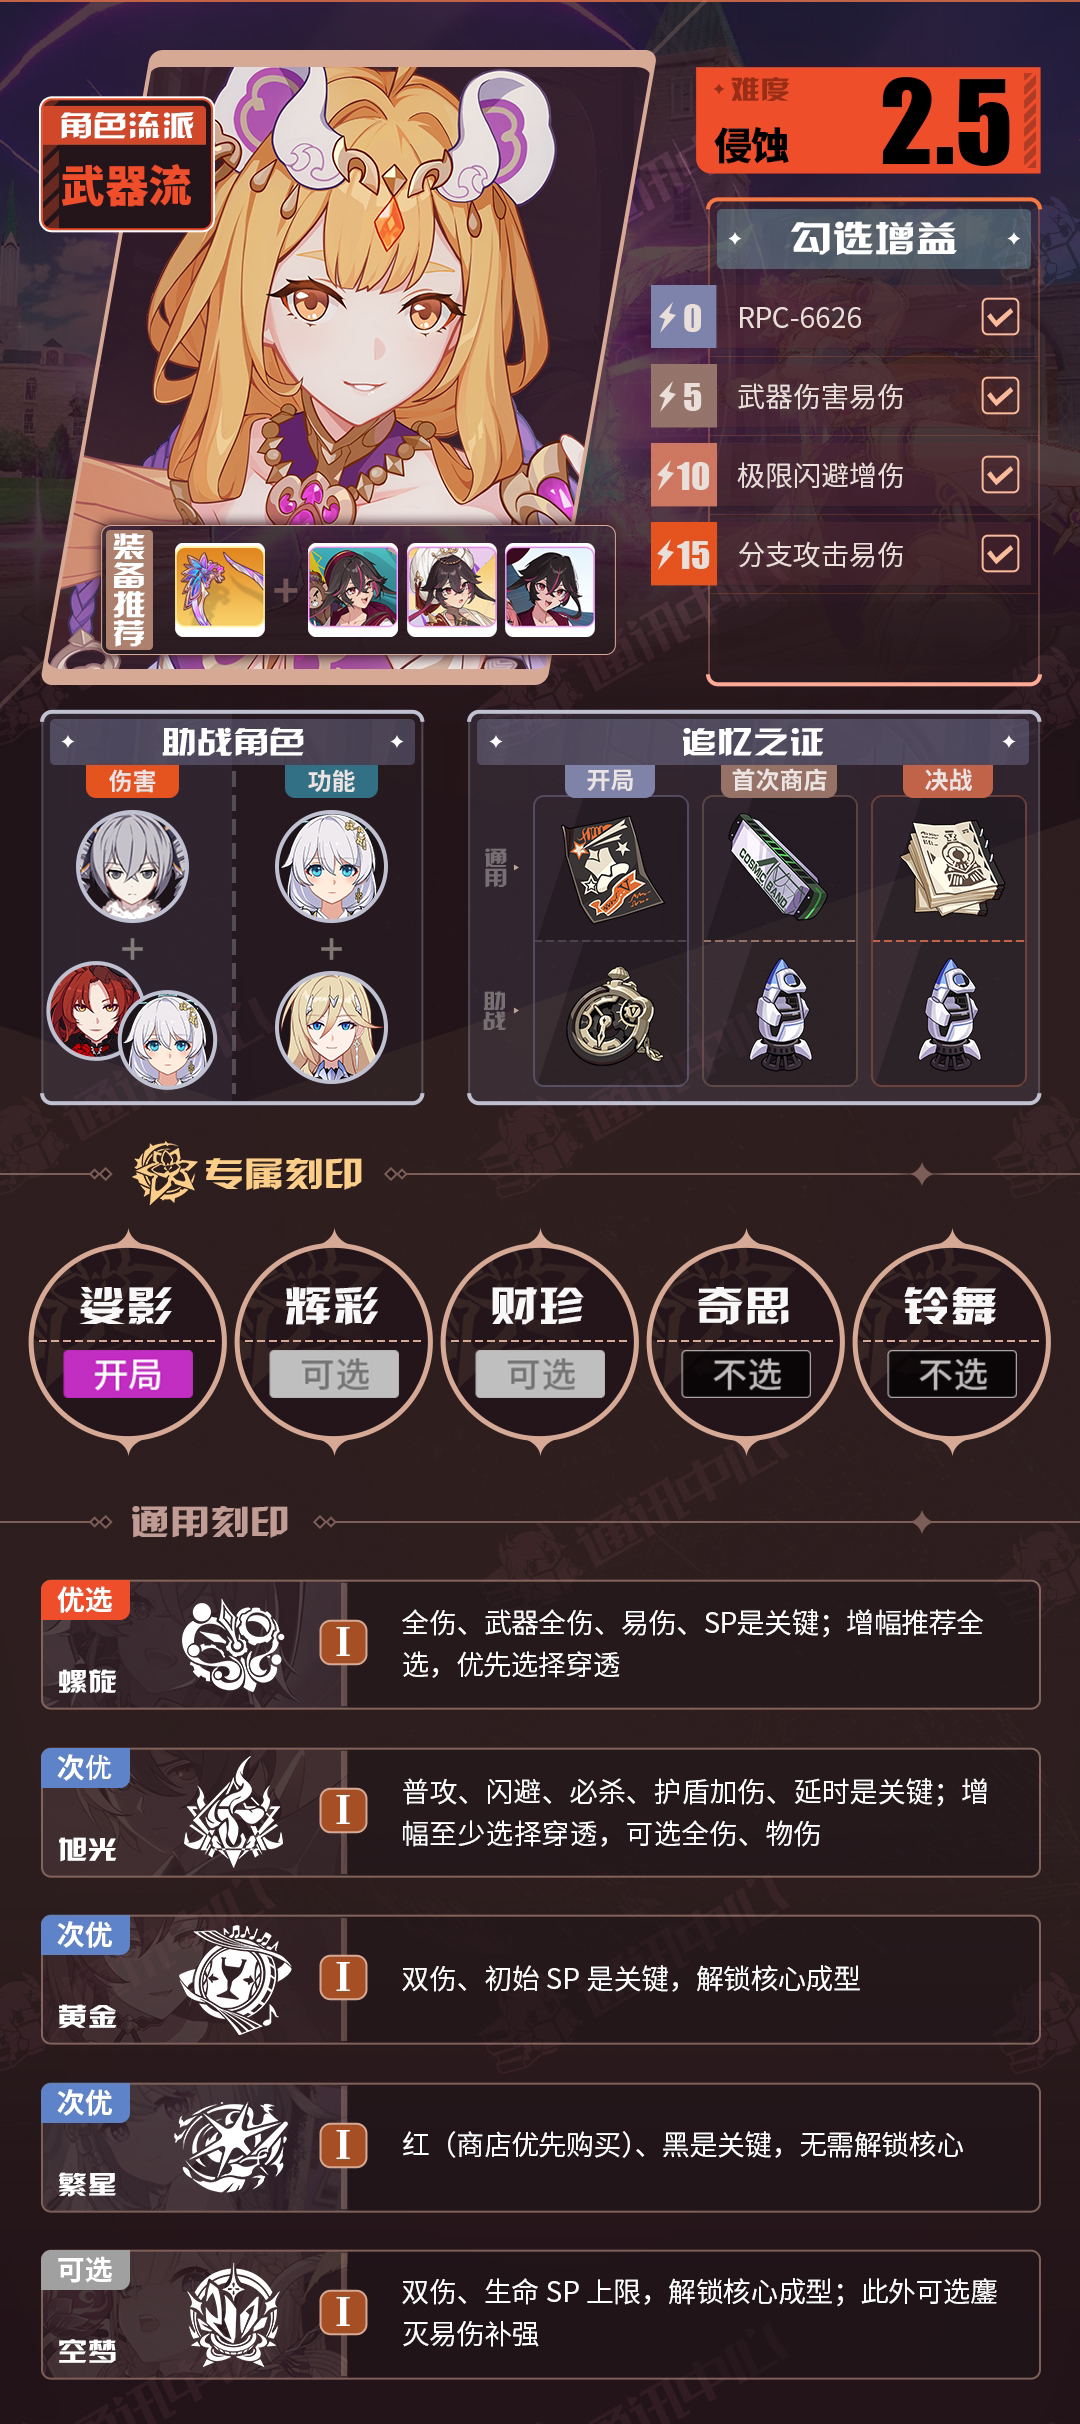 角色流派
武器流
难度
侵蚀
2.5
勾选增益
0
RPC-6626
5
武器伤害易伤
10
极限闪避增伤
15
分支攻击易伤
装备推荐
+
助战角色
伤害
功能
+
+
追忆之证
开局
首次商店
决战
通用
COSMIC BAND
助战
专属刻印
娑影
开局
辉彩
可选
财珍
可选
奇思
不选
铃舞
不选
通用刻印
优选
螺旋
I
全伤、武器全伤、易伤、SP是关键；增幅推荐全
选，优先选择穿透
次优
旭光
I
普攻、闪避、必杀、护盾加伤、延时是关键；增
幅至少选择穿透，可选全伤、物伤
次优
黄金
I
双伤、初始 SP 是关键，解锁核心成型
次优
繁星
I
红（商店优先购买）、黑是关键，无需解锁核心
可选
空梦
I
双伤、生命 SP 上限，解锁核心成型；此外可选鏖
灭易伤补强
通讯中心